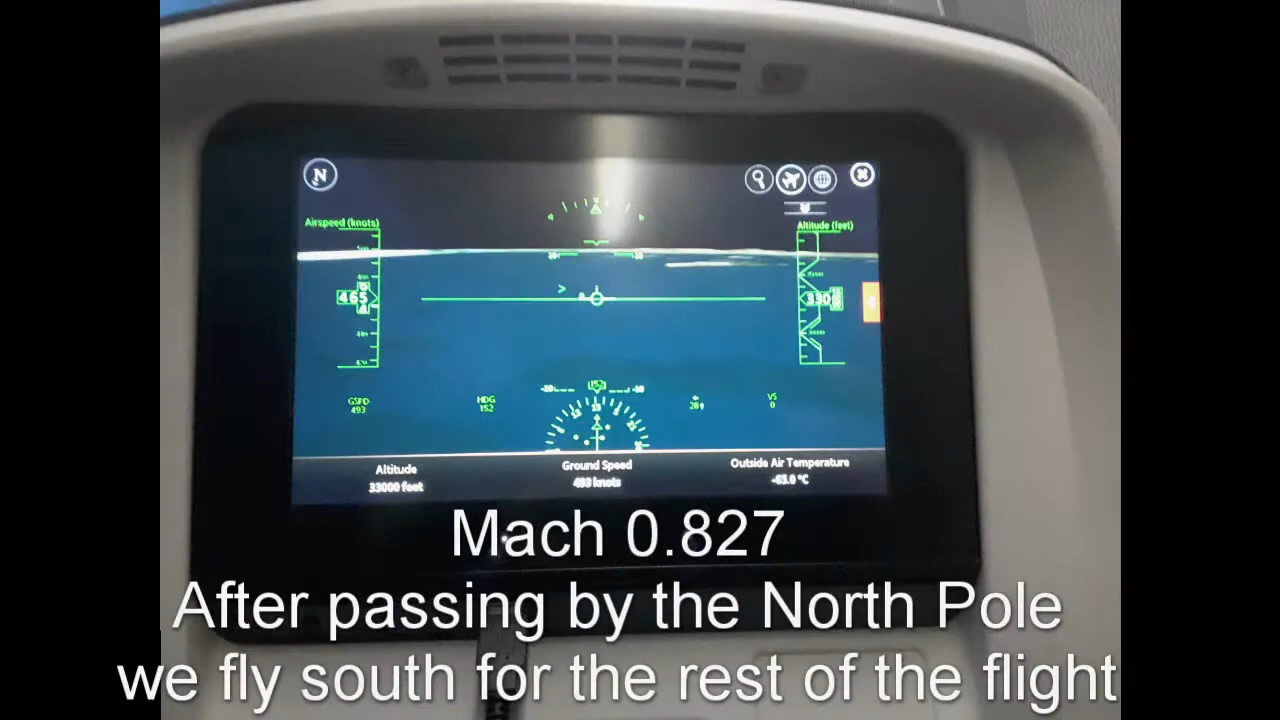 N
Airspeed (knots)
Altitude (feet)
465
330
GSPD
493
HDG
152
VS
0
Altitude
Ground Speed
Outside Air Temperature
33000 feet
493 knots
-63.0 °C
Mach 0.827
After passing by the North Pole
we fly south for the rest of the flight